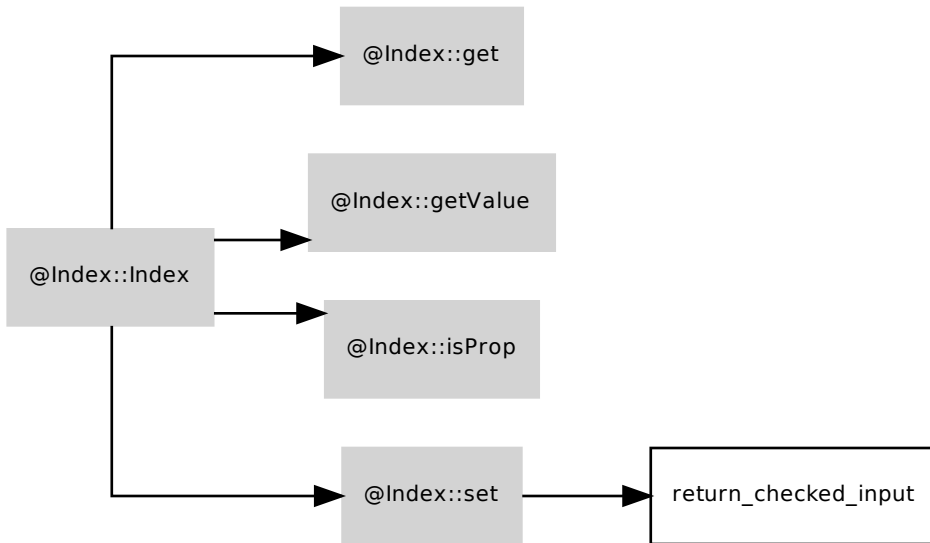 @Index::get
@Index::getValue
@Index::Index
@Index::isProp
@Index::set
return_checked_input